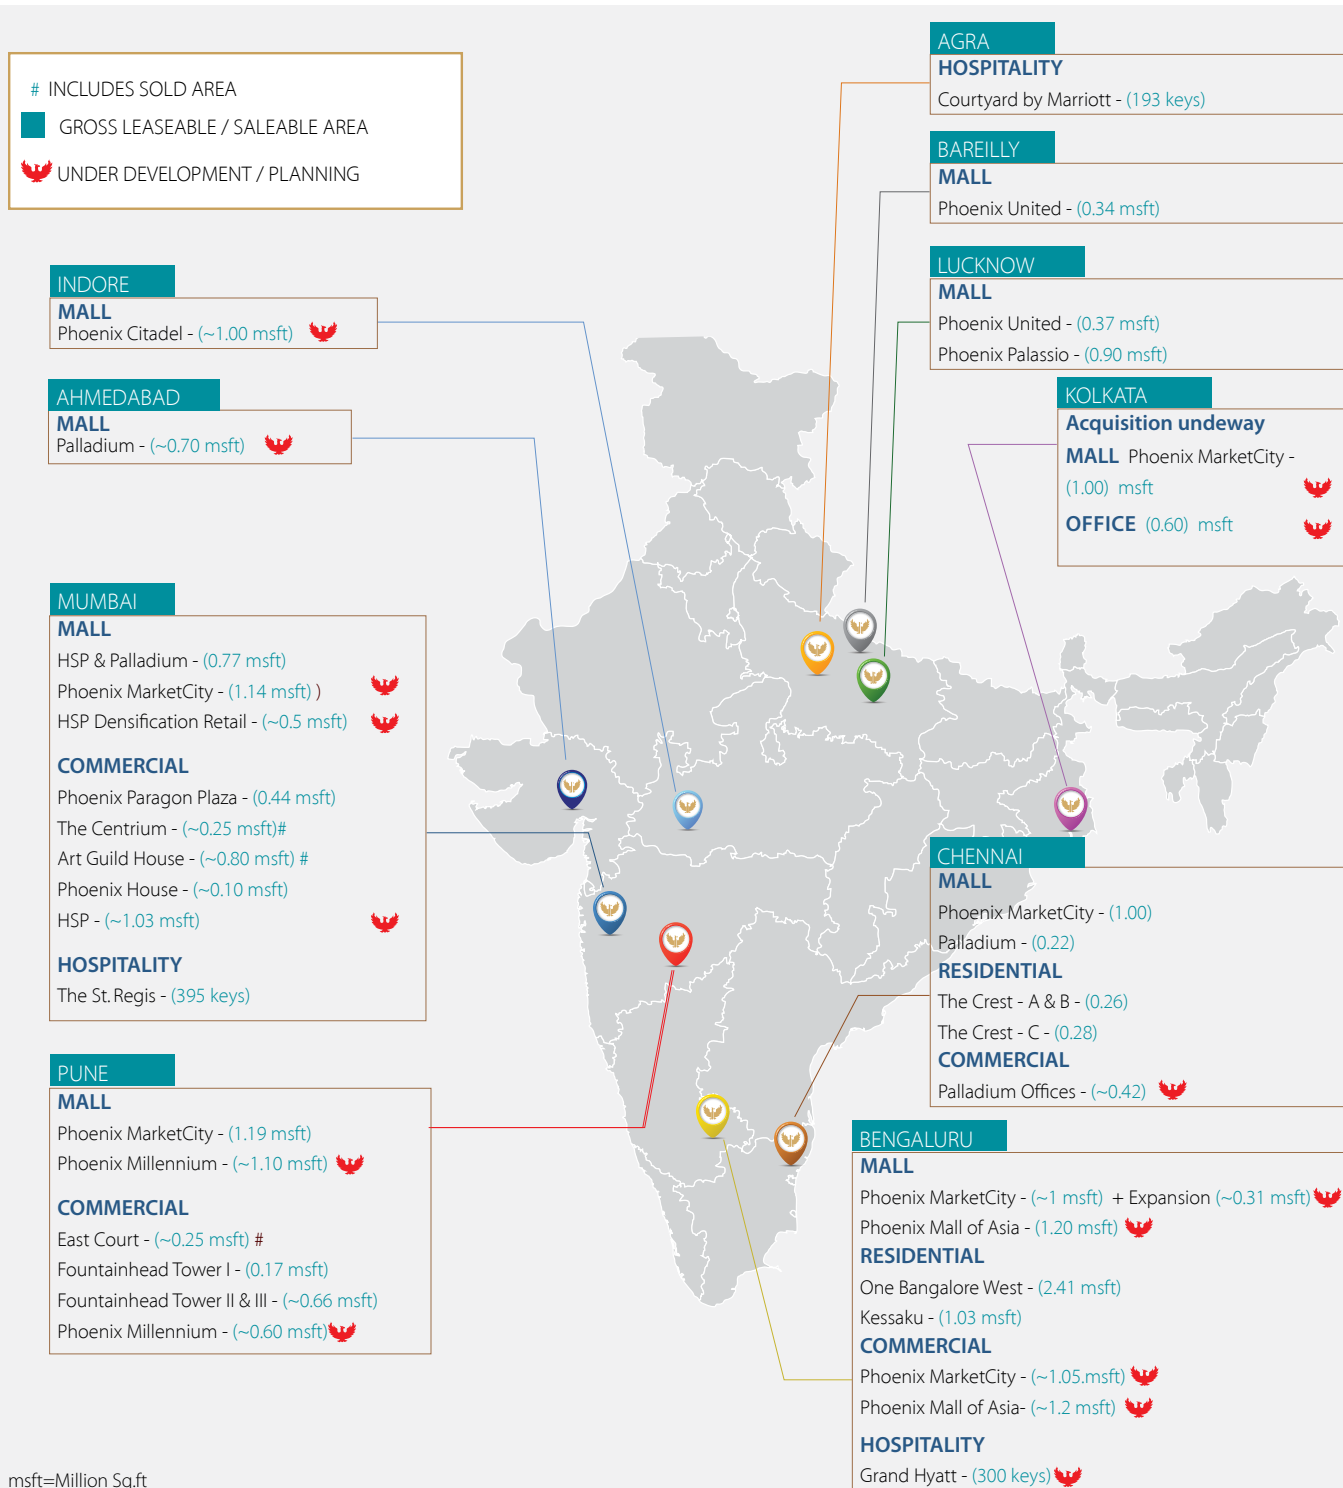 # INCLUDES SOLD AREA
GROSS LEASEABLE / SALEABLE AREA
UNDER DEVELOPMENT / PLANNING
INDORE
MALL
Phoenix Citadel - (~1.00 msft)
AHMEDABAD
MALL
Palladium - (~0.70 msft)
MUMBAI
MALL
HSP & Palladium - (0.77 msft)
Phoenix MarketCity - (1.14 msft) )
HSP Densification Retail - (~0.5 msft)
COMMERCIAL
Phoenix Paragon Plaza - (0.44 msft)
The Centrium - (~0.25 msft)#
Art Guild House - (~0.80 msft) #
Phoenix House - (~0.10 msft)
HSP - (~1.03 msft)
HOSPITALITY
The St. Regis - (395 keys)
PUNE
MALL
Phoenix MarketCity - (1.19 msft)
Phoenix Millennium - (~1.10 msft)
COMMERCIAL
East Court - (~0.25 msft) #
Fountainhead Tower I - (0.17 msft)
Fountainhead Tower II & III - (~0.66 msft)
Phoenix Millennium - (~0.60 msft)
AGRA
HOSPITALITY
Courtyard by Marriott - (193 keys)
BAREILLY
MALL
Phoenix United - (0.34 msft)
LUCKNOW
MALL
Phoenix United - (0.37 msft)
Phoenix Palassio - (0.90 msft)
KOLKATA
Acquisition undeway
MALL Phoenix MarketCity -
(1.00) msft
OFFICE (0.60) msft
CHENNAI
MALL
Phoenix MarketCity - (1.00)
Palladium - (0.22)
RESIDENTIAL
The Crest - A & B - (0.26)
The Crest - C - (0.28)
COMMERCIAL
Palladium Offices - (~0.42)
BENGALURU
MALL
Phoenix MarketCity - (~1 msft) + Expansion (~0.31 msft)
Phoenix Mall of Asia - (1.20 msft)
RESIDENTIAL
One Bangalore West - (2.41 msft)
Kessaku - (1.03 msft)
COMMERCIAL
Phoenix MarketCity - (~1.05.msft)
Phoenix Mall of Asia- (~1.2 msft)
HOSPITALITY
Grand Hyatt - (300 keys)
msft=Million Sq.ft